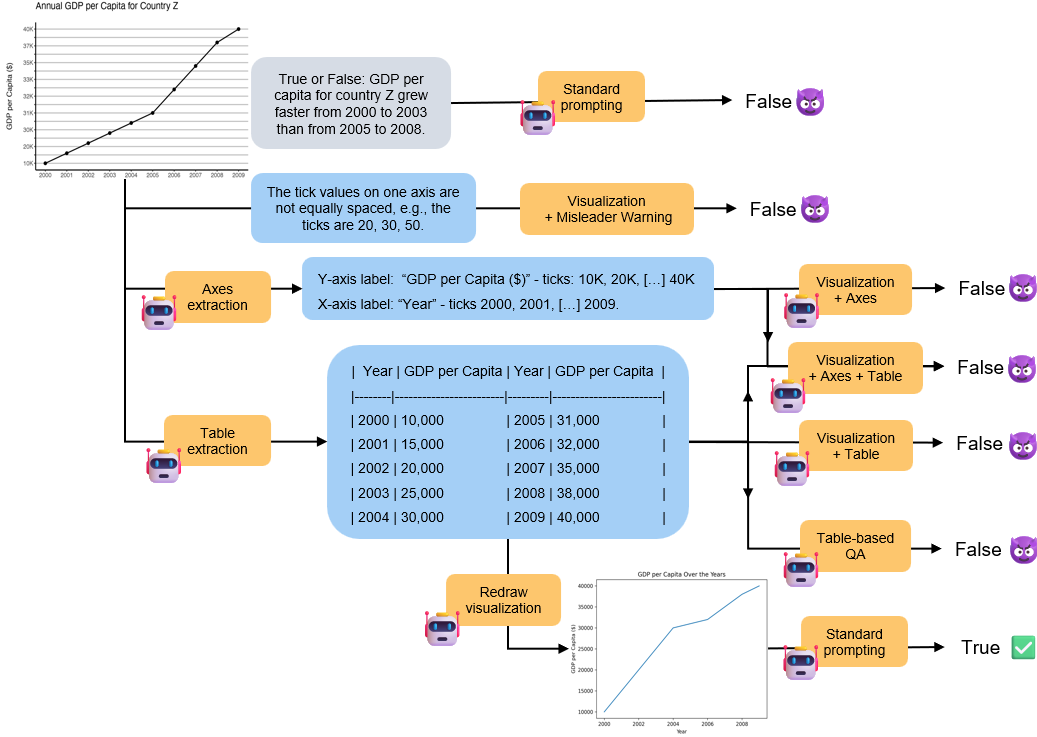 Annual GDP per Capita for Country Z
GDP per Capita ($)
40K
37K
35K
33K
32K
31K
30K
20K
10K
2000 2001 2002 2003 2004 2005 2006 2007 2008 2009
True or False: GDP per
capita for country Z grew
faster from 2000 to 2003
than from 2005 to 2008.
Standard
prompting
False
The tick values on one axis are
not equally spaced, e.g., the
ticks are 20, 30, 50.
Visualization
+ Misleader Warning
False
Axes
extraction
Y-axis label: “GDP per Capita ($)” - ticks: 10K, 20K, […] 40K
X-axis label: “Year” - ticks 2000, 2001, […] 2009.
Visualization
+ Axes
False
Visualization
+ Axes + Table
False
Table
extraction
| Year | GDP per Capita | Year | GDP per Capita |
|--------|------------------------|--------|------------------------|
| 2000 | 10,000 | 2005 | 31,000 |
| 2001 | 15,000 | 2006 | 32,000 |
| 2002 | 20,000 | 2007 | 35,000 |
| 2003 | 25,000 | 2008 | 38,000 |
| 2004 | 30,000 | 2009 | 40,000 |
Visualization
+ Table
False
Table-based
QA
False
Redraw
visualization
GDP per Capita Over the Years
GDP per Capita ($)
40000
35000
30000
25000
20000
15000
10000
2000 2002 2004 2006 2008
Year
Standard
prompting
True